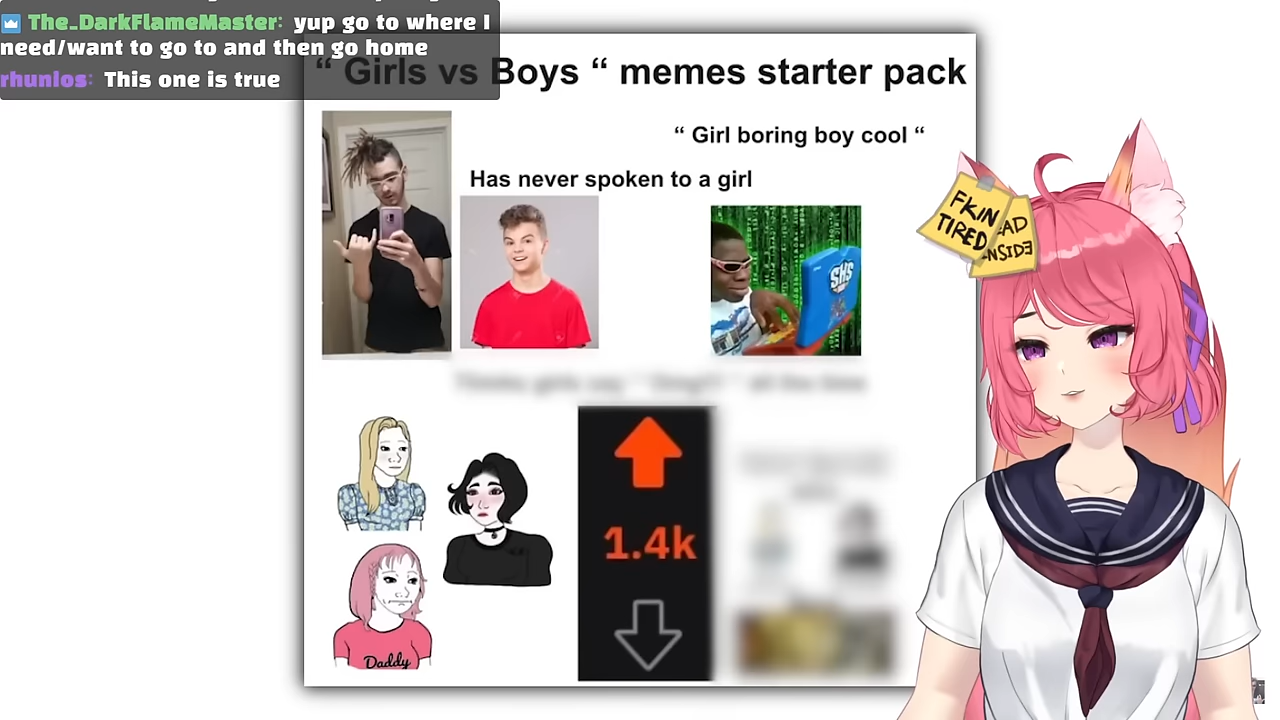 The_DarkFlameMaster: yup go to where I
need/want to go to and then go home
rhunlos: This one is true
“ Girls vs Boys “ memes starter pack
“ Girl boring boy cool “
Has never spoken to a girl
SHS
FKIN
TIRED
EAD
INSIDE
1.4k
Daddy